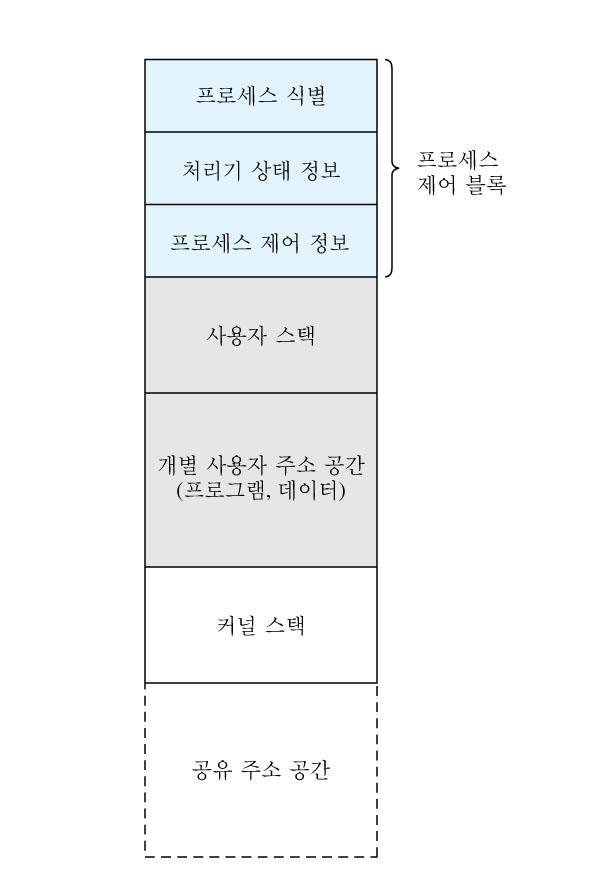 프로세스 식별
처리기 상태 정보
프로세스 제어 정보
프로세스
제어 블록
사용자 스택
개별 사용자 주소 공간
(프로그램, 데이터)
커널 스택
공유 주소 공간